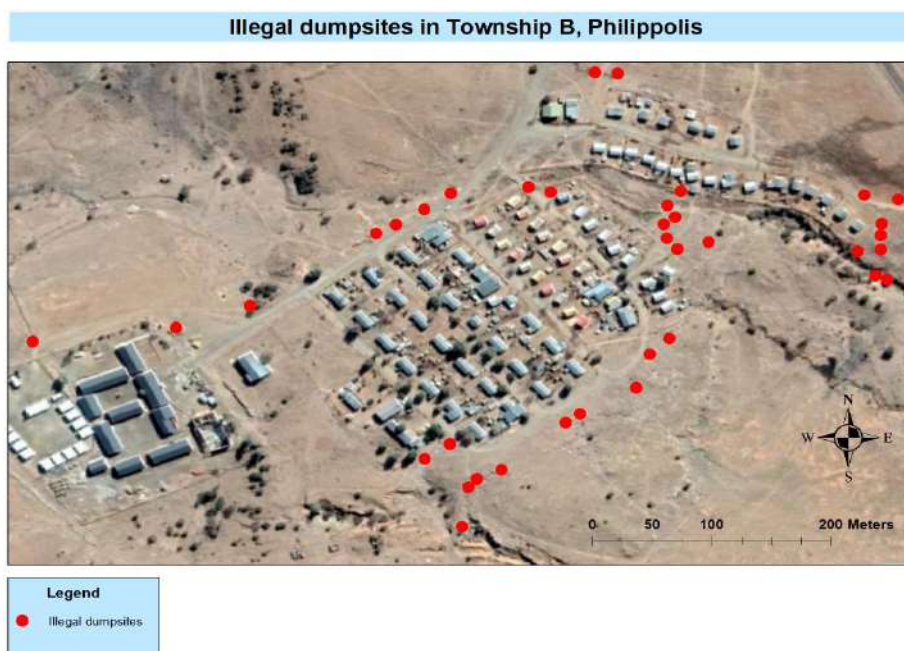 Illegal dumpsites in Township B, Philippolis
N
W E
S
0 50 100 200 Meters
Legend
Illegal dumpsites